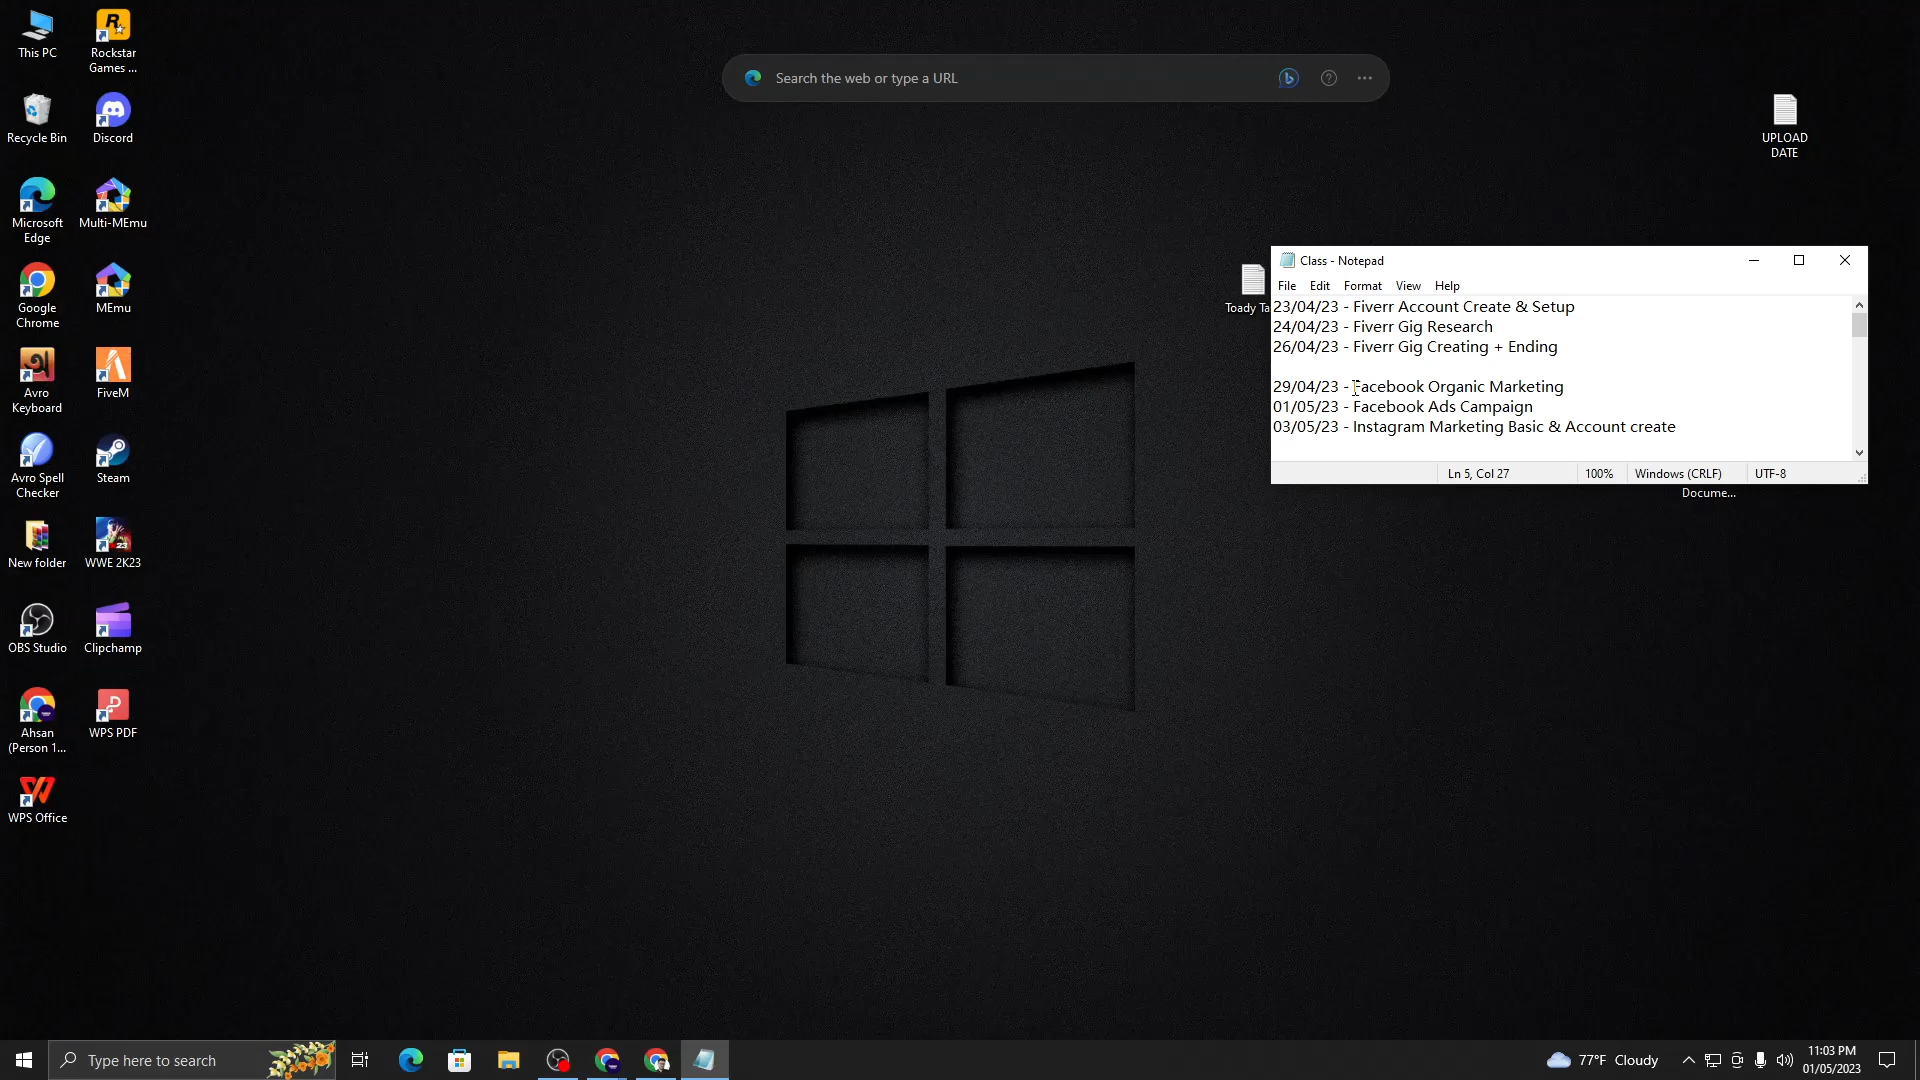 This PC
Rockstar
Games ...
Recycle Bin
Discord
Microsoft
Edge
Multi-MEmu
Google
Chrome
MEmu
Avro
Keyboard
FiveM
Avro Spell
Checker
Steam
New folder
WWE 2K23
OBS Studio
Clipchamp
Ahsan
(Person 1...
WPS PDF
WPS Office
Search the web or type a URL
UPLOAD
DATE
Toady Ta
Class - Notepad
File Edit Format View Help
23/04/23 - Fiverr Account Create & Setup
24/04/23 - Fiverr Gig Research
26/04/23 - Fiverr Gig Creating + Ending
29/04/23 - Facebook Organic Marketing
01/05/23 - Facebook Ads Campaign
03/05/23 - Instagram Marketing Basic & Account create
Ln 5, Col 27 100% Windows (CRLF) UTF-8
Docume...
Type here to search
77°F Cloudy
11:03 PM
01/05/2023